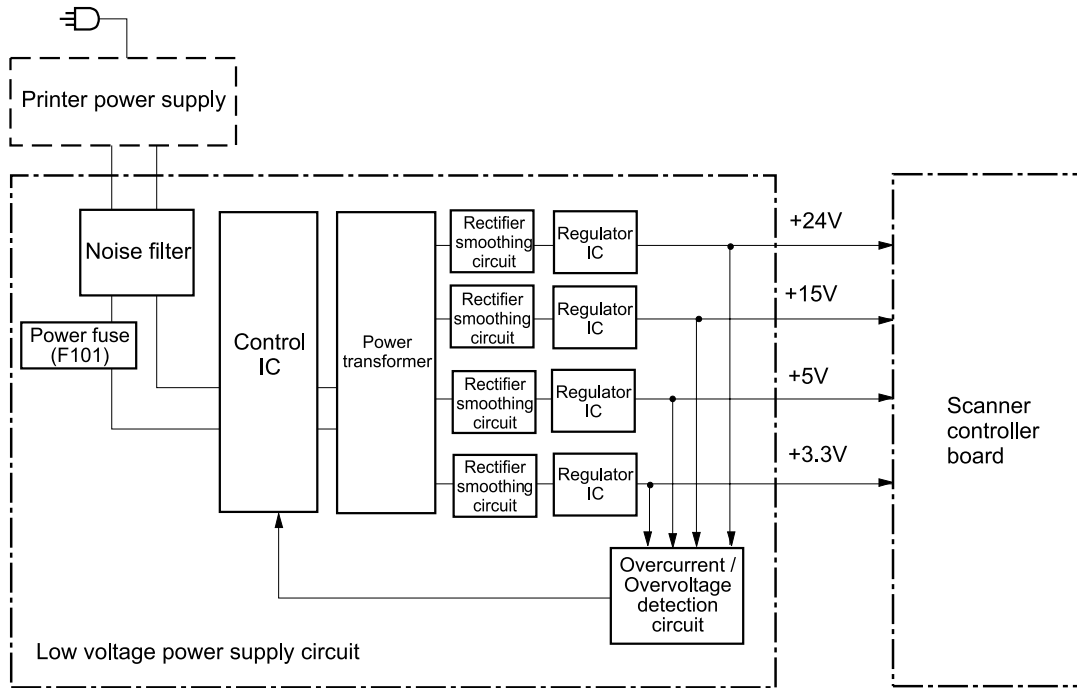 Printer power supply
Noise filter
Power fuse
(F101)
Control
IC
Power
transformer
Rectifier
smoothing
circuit
Regulator
IC
+24V
Rectifier
smoothing
circuit
Regulator
IC
+15V
Rectifier
smoothing
circuit
Regulator
IC
+5V
Rectifier
smoothing
circuit
Regulator
IC
+3.3V
Scanner
controller
board
Overcurrent /
Overvoltage
detection
circuit
Low voltage power supply circuit